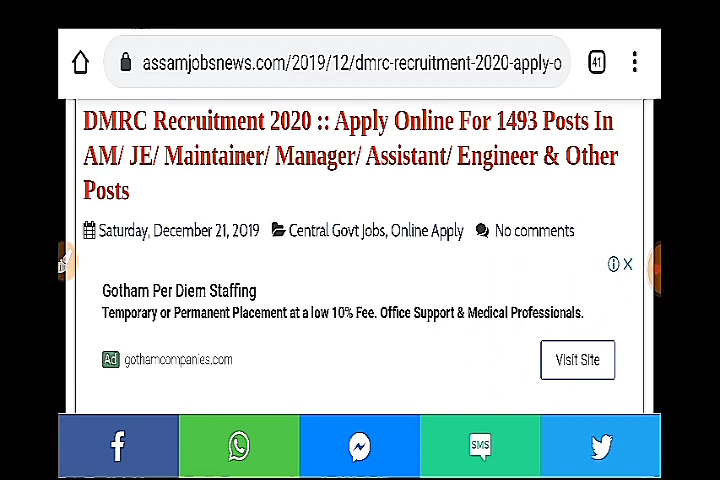 assamjobsnews.com/2019/12/dmrc-recruitment-2020-apply-o
41
DMRC Recruitment 2020 :: Apply Online For 1493 Posts In
AM/ JE/ Maintainer/ Manager/ Assistant/ Engineer & Other
Posts
Saturday, December 21, 2019 Central Govt Jobs, Online Apply No comments
Gotham Per Diem Staffing
Temporary or Permanent Placement at a low 10% Fee. Office Support & Medical Professionals.
Ad gothamcompanies.com
Visit Site
SMS